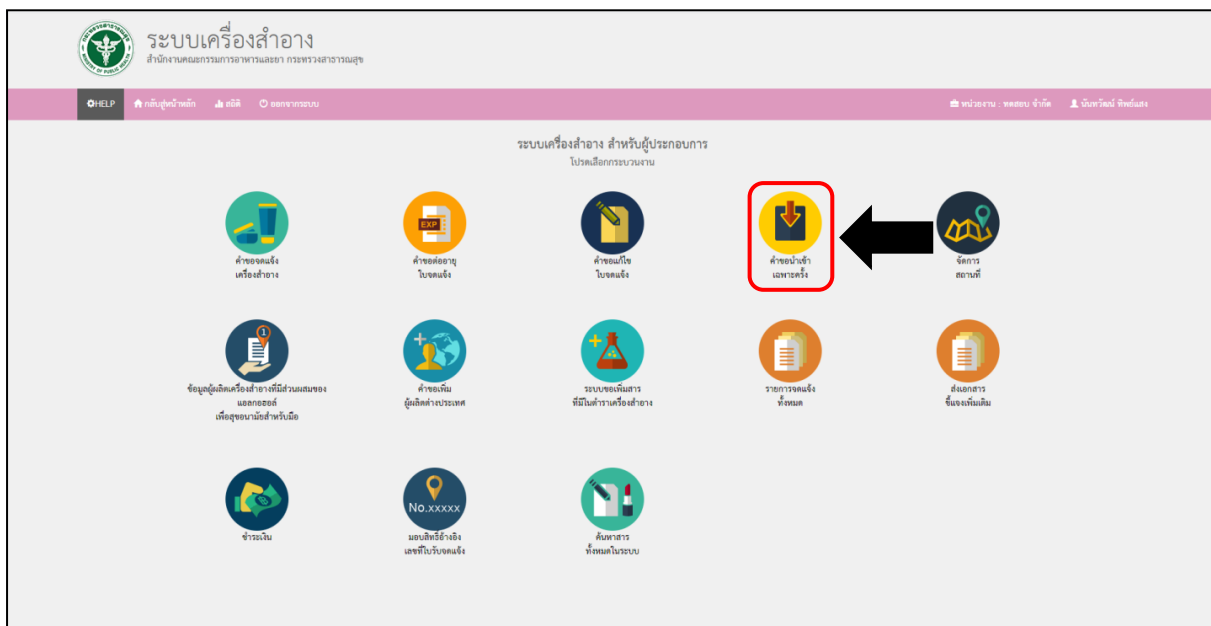 ระบบเครื่องสำอาง
สำนักงานคณะกรรมการอาหารและยา กระทรวงสาธารณสุข
HELP กลับสู่หน้าหลัก สถิติ ออกจากระบบ หน่วยงาน : ทดสอบ จำกัด นันทวัฒน์ ทิพย์แสง
ระบบเครื่องสำอาง สำหรับผู้ประกอบการ
โปรดเลือกกระบวนงาน
EXP
คำขอจดแจ้ง
เครื่องสำอาง
คำขอต่ออายุ
ใบจดแจ้ง
คำขอแก้ไข
ใบจดแจ้ง
คำขอนำเข้า
เฉพาะครั้ง
จัดการ
สถานที่
1
ข้อมูลผู้ผลิตเครื่องสำอางที่มีส่วนผสมของ
แอลกอฮอล์
เพื่อสุขอนามัยสำหรับมือ
คำขอเพิ่ม
ผู้ผลิตต่างประเทศ
ระบบขอเพิ่มสาร
ที่มีในตำราเครื่องสำอาง
รายการจดแจ้ง
ทั้งหมด
ส่งเอกสาร
ชี้แจงเพิ่มเติม
ชำระเงิน
No.xxxxx
มอบสิทธิ์อ้างอิง
เลขที่ใบรับจดแจ้ง
ค้นหาสาร
ทั้งหมดในระบบ